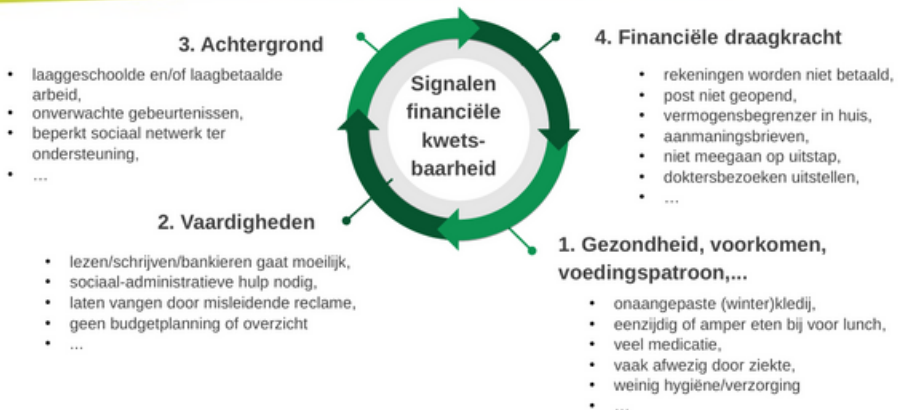 3. Achtergrond
• laaggeschoolde en/of laagbetaalde
arbeid,
• onverwachte gebeurtenissen,
• beperkt sociaal netwerk ter
ondersteuning,
• ...
Signalen
financiële
kwets-
baarheid
4. Financiële draagkracht
• rekeningen worden niet betaald,
• post niet geopend,
• vermogensbegrenzer in huis,
• aanmaningsbrieven,
• niet meegaan op uitstap,
• doktersbezoeken uitstellen,
• ...
2. Vaardigheden
• lezen/schrijven/bankieren gaat moeilijk,
• sociaal-administratieve hulp nodig,
• laten vangen door misleidende reclame,
• geen budgetplanning of overzicht
• ...
1. Gezondheid, voorkomen,
voedingspatroon,...
• onaangepaste (winter)kledij,
• eenzijdig of amper eten bij voor lunch,
• veel medicatie,
• vaak afwezig door ziekte,
• weinig hygiëne/verzorging
• ...